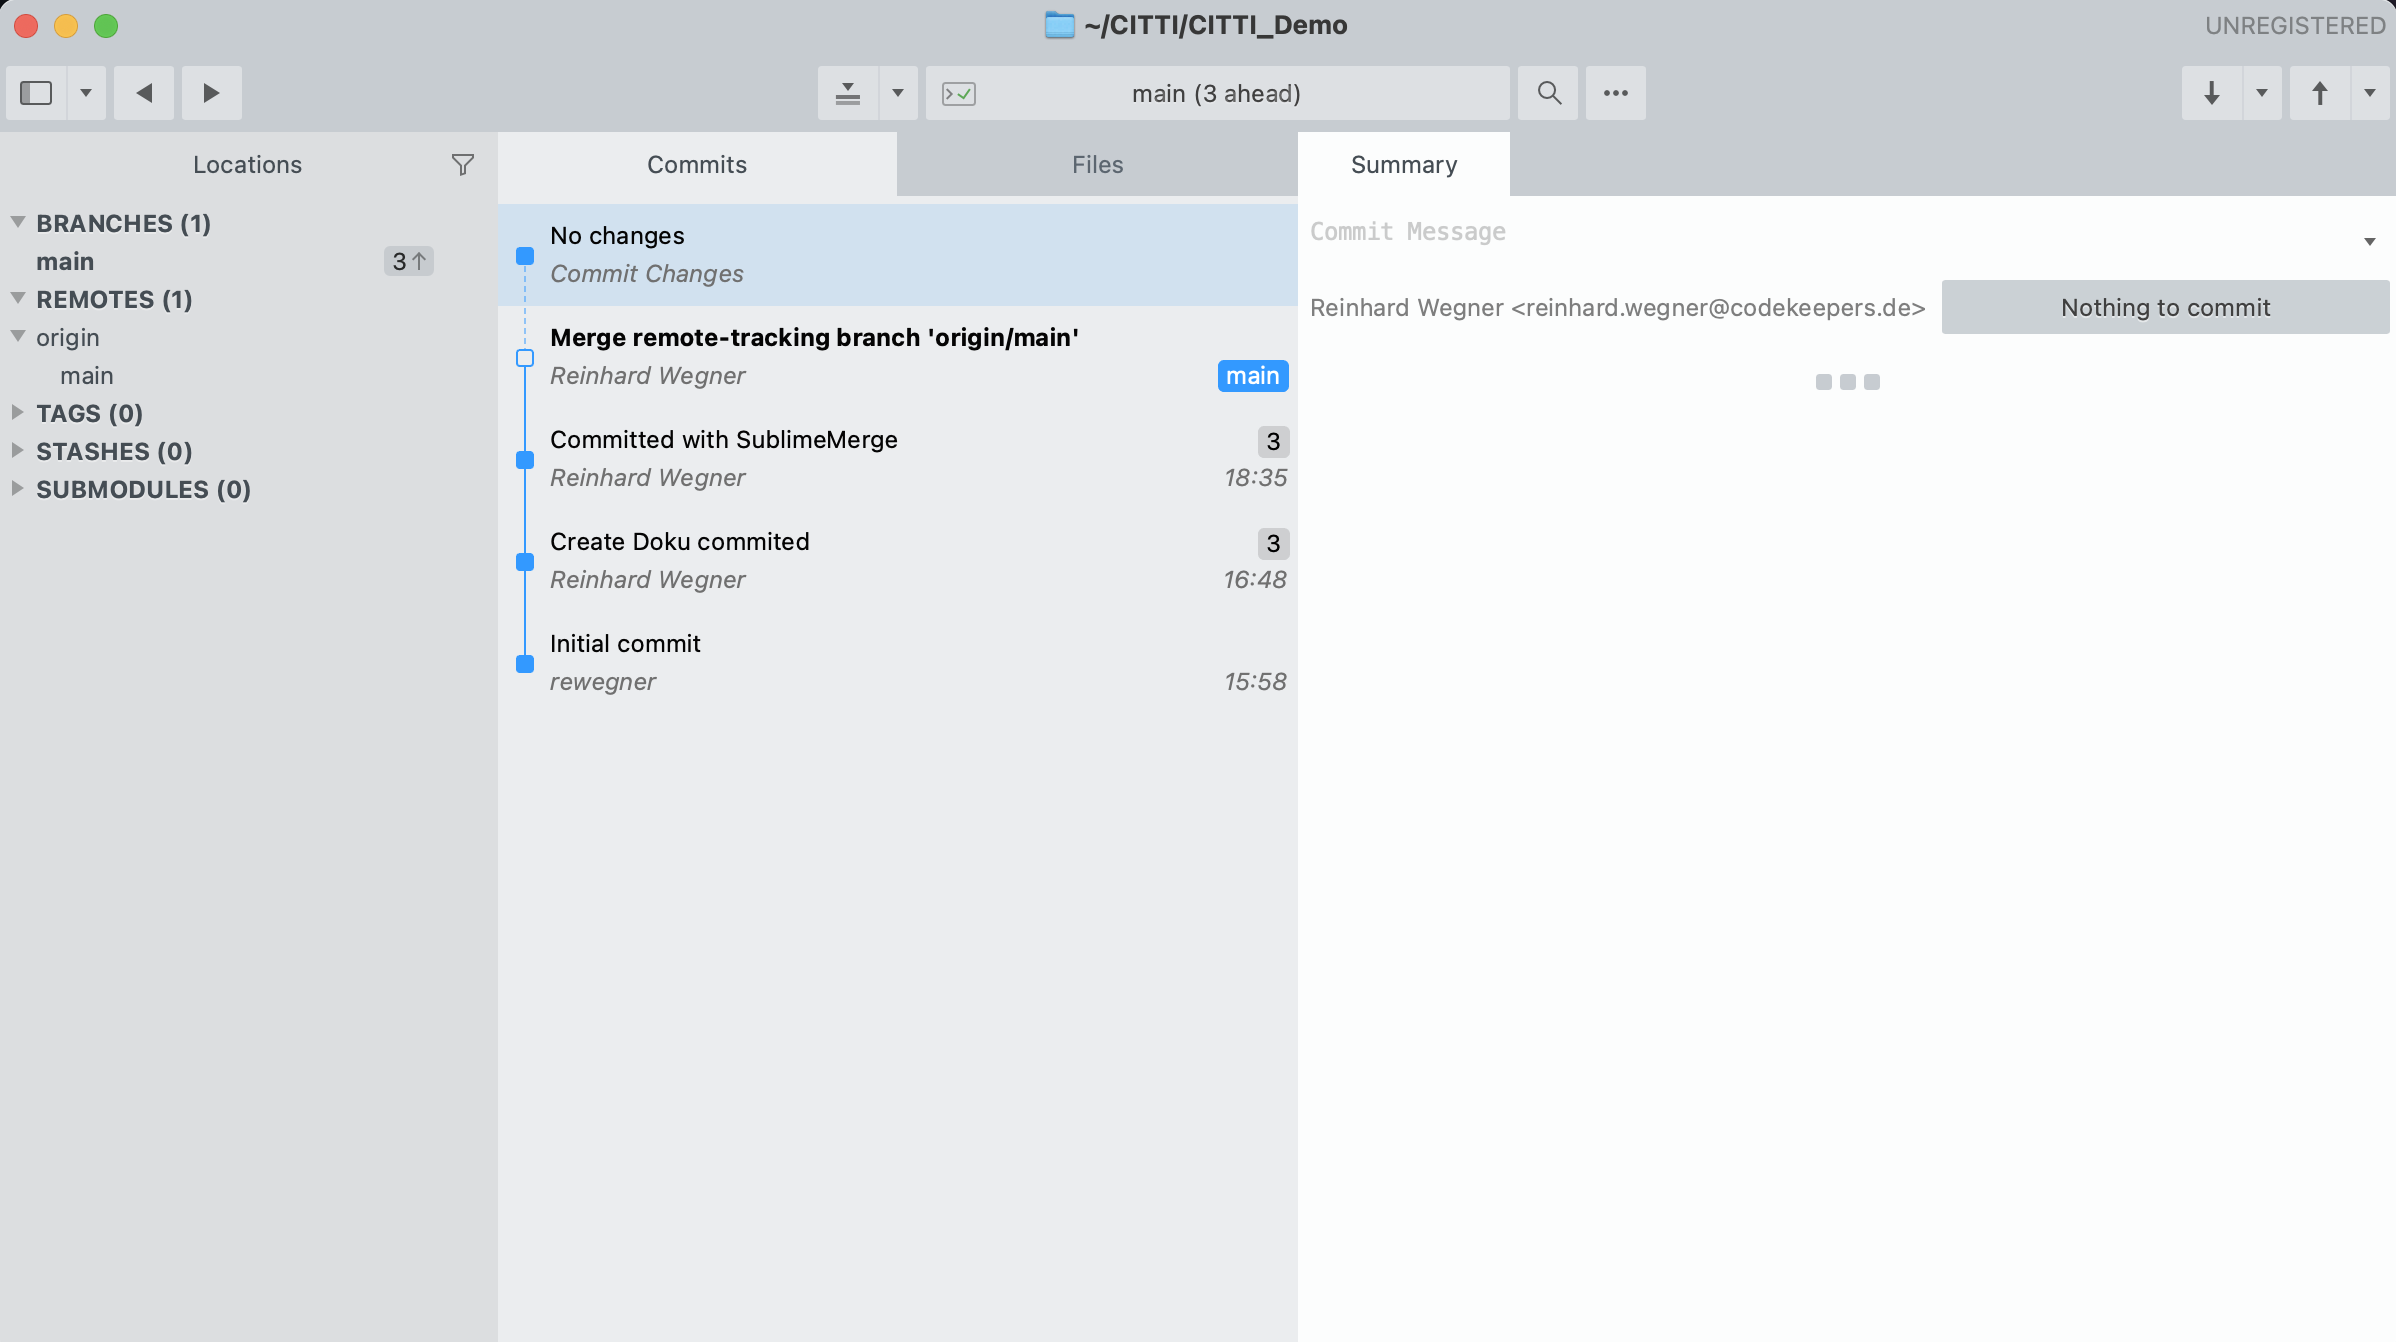 ~/CITTI/CITTI_Demo
UNREGISTERED
main (3 ahead)
Locations
Commits
Files
Summary
BRANCHES (1)
main
3↑
REMOTES (1)
origin
main
TAGS (0)
STASHES (0)
SUBMODULES (0)
No changes
Commit Changes
Merge remote-tracking branch 'origin/main'
Reinhard Wegner
main
Committed with SublimeMerge
3
Reinhard Wegner
18:35
Create Doku commited
3
Reinhard Wegner
16:48
Initial commit
rewegner
15:58
Commit Message
Reinhard Wegner <reinhard.wegner@codekeepers.de>
Nothing to commit